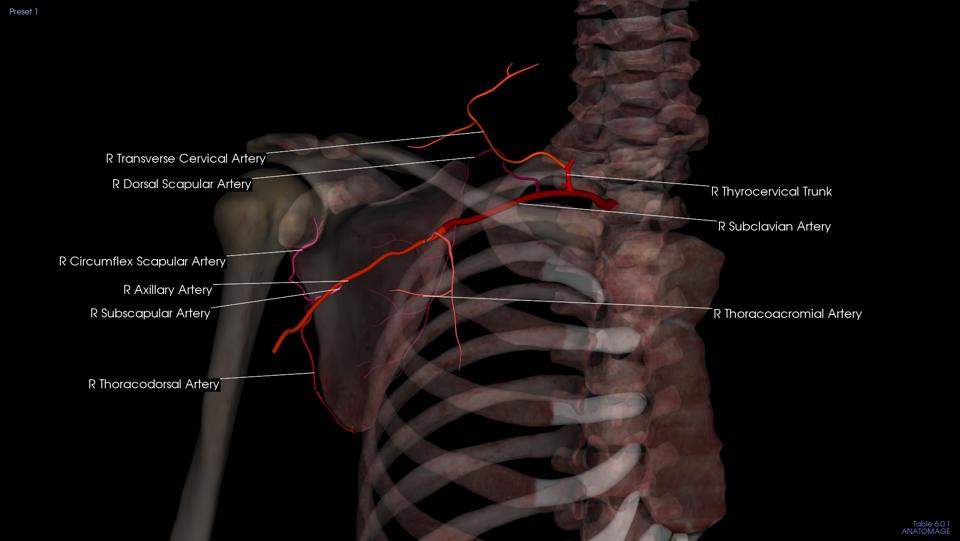 Preset 1
R Transverse Cervical Artery
R Dorsal Scapular Artery
R Thyrocervical Trunk
R Subclavian Artery
R Circumflex Scapular Artery
R Axillary Artery
R Subscapular Artery
R Thoracoacromial Artery
R Thoracodorsal Artery
Table 6.0.1
ANATOMAGE